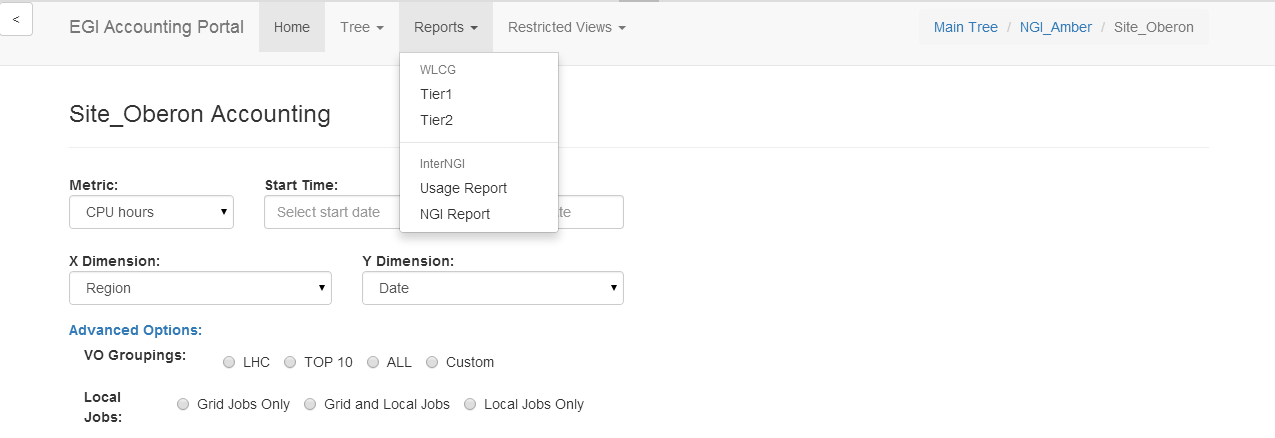 <
EGI Accounting Portal Home Tree Reports Restricted Views Main Tree / NGI_Amber / Site_Oberon
WLCG
Tier1
Tier2
InterNGI
Usage Report
NGI Report
Site_Oberon Accounting
Metric: Start Time:
CPU hours Select start date
X Dimension: Y Dimension:
Region Date
Advanced Options:
VO Groupings: LHC TOP 10 ALL Custom
Local
Jobs: Grid Jobs Only Grid and Local Jobs Local Jobs Only